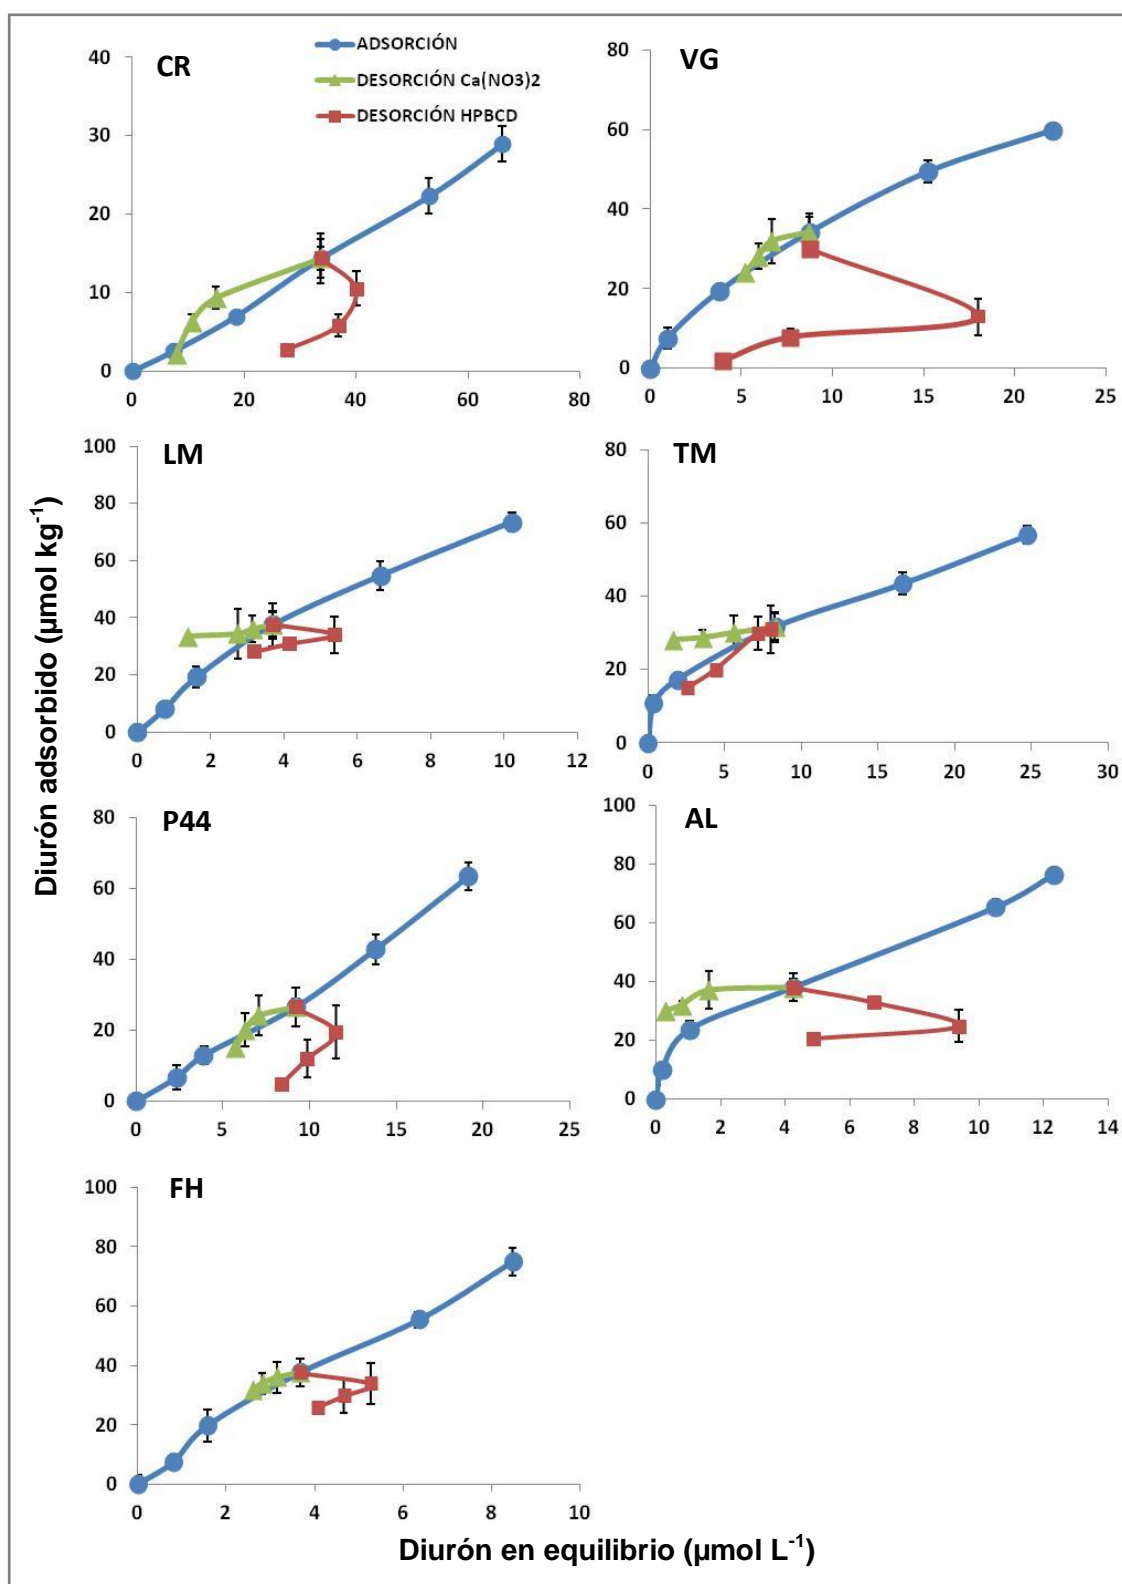 ADSORCIÓN
DESORCIÓN Ca(NO3)2
DESORCIÓN HPBCD
CR
40
30
20
10
0
0 20 40 60 80
VG
80
60
40
20
0
0 5 10 15 20 25
LM
100
80
60
40
20
0
0 2 4 6 8 10 12
TM
80
60
40
20
0
0 5 10 15 20 25 30
P44
80
60
40
20
0
0 5 10 15 20 25
AL
100
80
60
40
20
0
0 2 4 6 8 10 12 14
FH
100
80
60
40
20
0
0 2 4 6 8 10
Diurón adsorbido (µmol kg⁻¹)
Diurón en equilibrio (µmol L⁻¹)